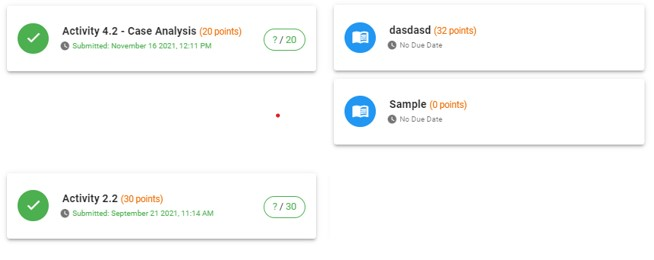 Activity 4.2 - Case Analysis (20 points)
Submitted: November 16 2021, 12:11 PM
? / 20
dasdasd (32 points)
No Due Date
Sample (0 points)
No Due Date
Activity 2.2 (30 points)
Submitted: September 21 2021, 11:14 AM
? / 30